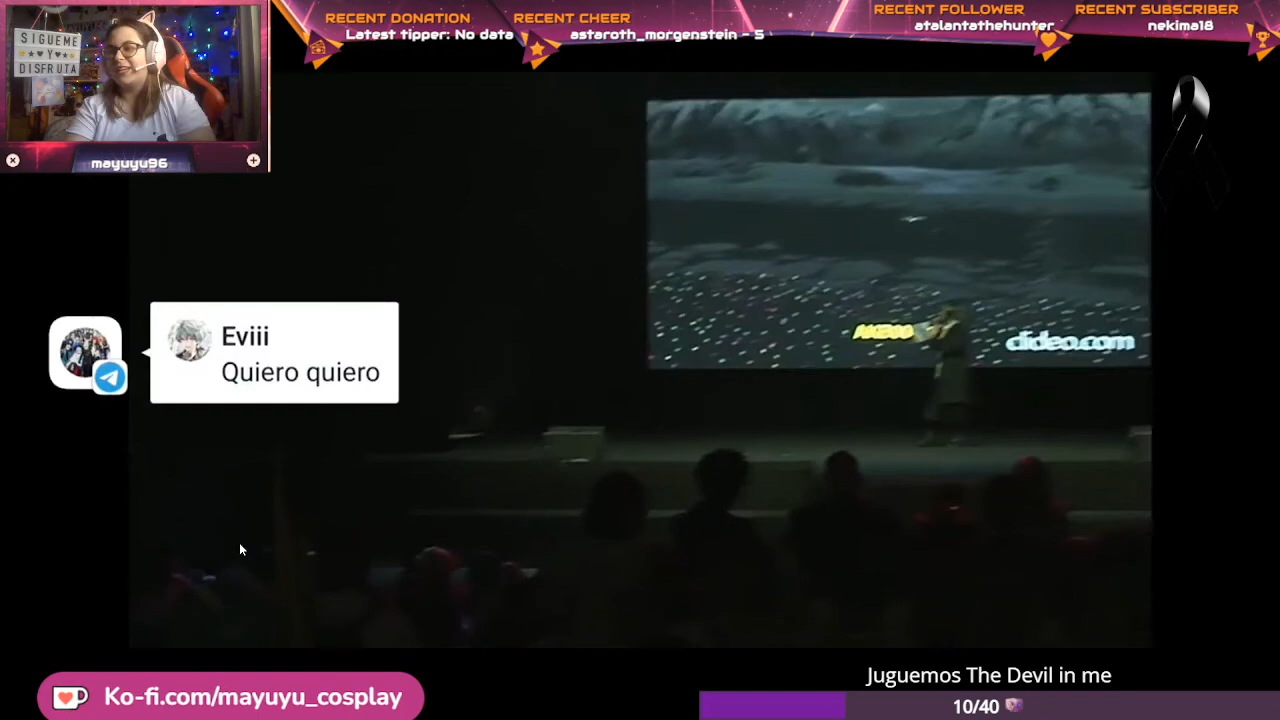 SIGUEME
Y
DISFRUTA
mayuyu96
RECENT DONATION
Latest tipper: No data
RECENT CHEER
astaroth_morgenstein - 5
RECENT FOLLOWER
atalantathehunter
RECENT SUBSCRIBER
nekima18
Eviii
Quiero quiero
clideo.com
Ko-fi.com/mayuyu_cosplay
Juguemos The Devil in me
10/40